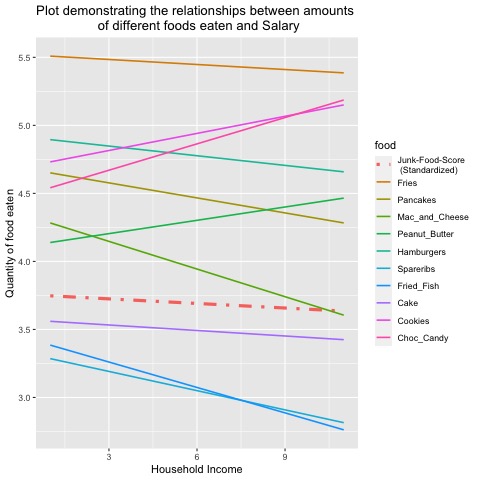 Plot demonstrating the relationships between amounts
of different foods eaten and Salary
Quantity of food eaten
5.5
5.0
4.5
4.0
3.5
3.0
3
6
9
Household Income
food
Junk-Food-Score
(Standardized)
Fries
Pancakes
Mac_and_Cheese
Peanut_Butter
Hamburgers
Spareribs
Fried_Fish
Cake
Cookies
Choc_Candy